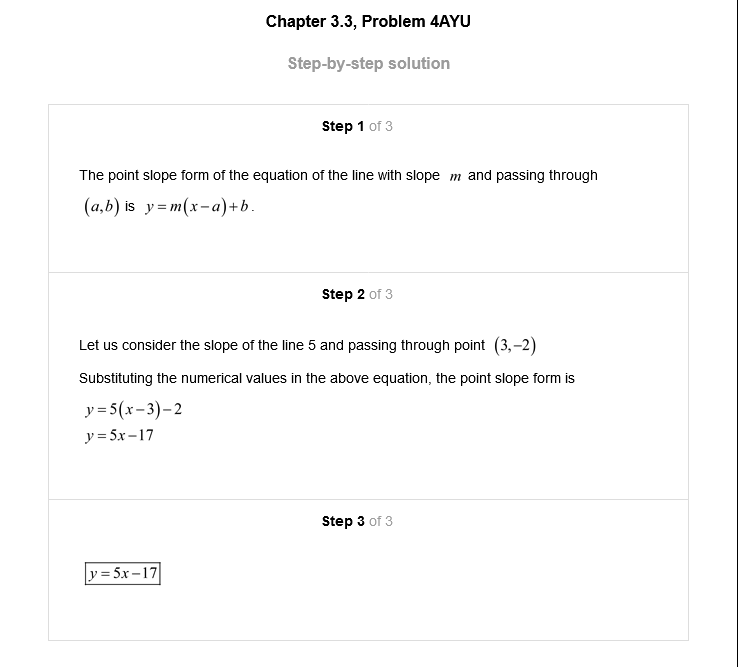 Chapter 3.3, Problem 4AYU
Step-by-step solution
Step 1 of 3
The point slope form of the equation of the line with slope m and passing through
(a,b) is y=m(x−a)+b.
Step 2 of 3
Let us consider the slope of the line 5 and passing through point (3,−2)
Substituting the numerical values in the above equation, the point slope form is
y=5(x−3)−2
y=5x−17
Step 3 of 3
y=5x−17